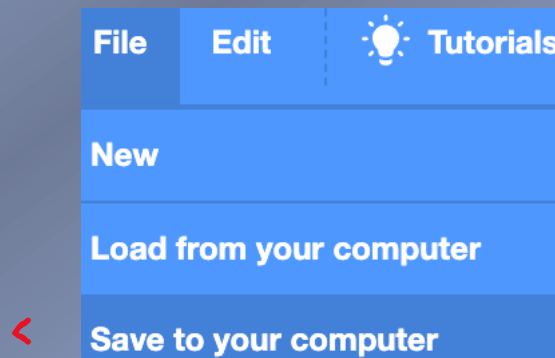 File Edit Tutorials
New
Load from your computer
Save to your computer